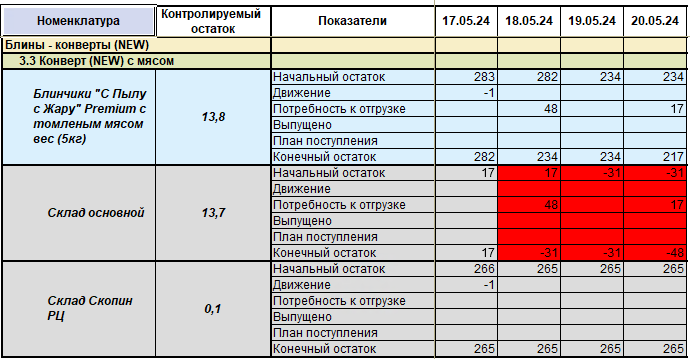 Номенклатура Контролируемый остаток Показатели 17.05.24 18.05.24 19.05.24 20.05.24
Блины - конверты (NEW)
3.3 Конверт (NEW) с мясом
Блинчики "С Пылу с Жару" Premium с томленым мясом вес (5кг) 13,8
Начальный остаток 283 282 234 234
Движение -1
Потребность к отгрузке 48 17
Выпущено
План поступления
Конечный остаток 282 234 234 217
Склад основной 13,7
Начальный остаток 17 17 -31 -31
Движение
Потребность к отгрузке 48 17
Выпущено
План поступления
Конечный остаток 17 -31 -31 -48
Склад Скопин РЦ 0,1
Начальный остаток 266 265 265 265
Движение -1
Потребность к отгрузке
Выпущено
План поступления
Конечный остаток 265 265 265 265